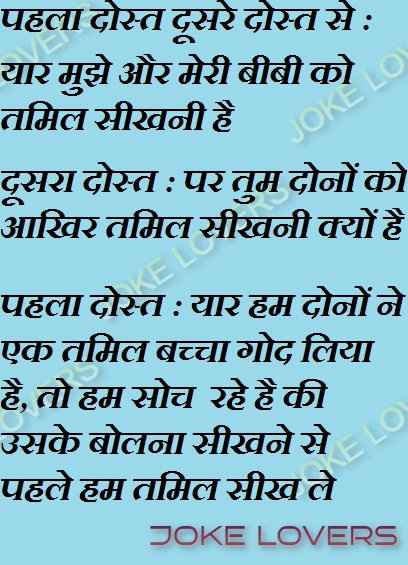 पहला दोस्त दूसरे दोस्त से :
यार मुझे और मेरी बीबी को
तमिल सीखनी है
दूसरा दोस्त : पर तुम दोनों को
आखिर तमिल सीखनी क्यों है
पहला दोस्त : यार हम दोनों ने
एक तमिल बच्चा गोद लिया
है, तो हम सोच रहे है की
उसके बोलना सीखने से
पहले हम तमिल सीख ले
JOKE LOVERS